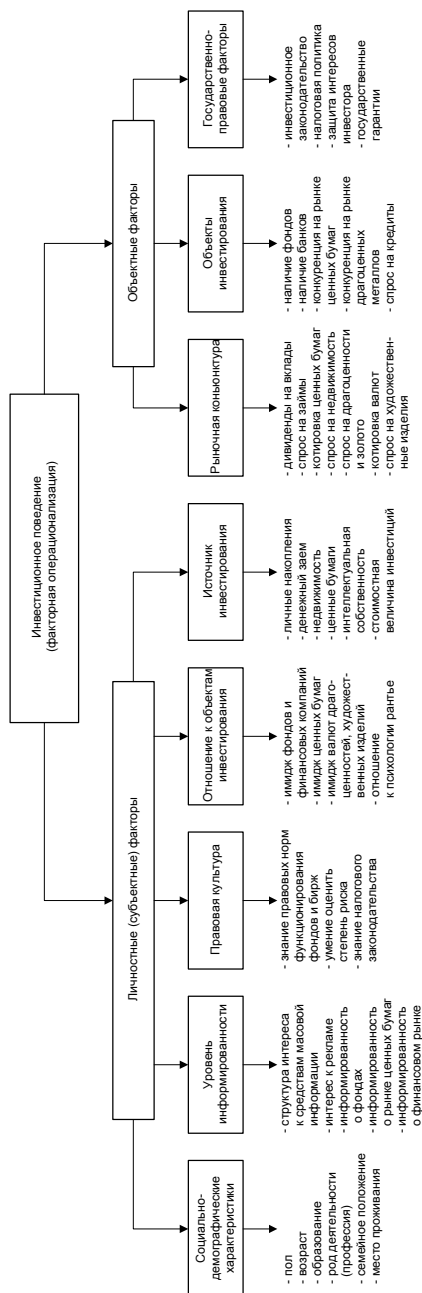 Инвестиционное поведение
(факторная операционализация)
Личностные (субъектные) факторы
Объектные факторы
Социально-
демографические
характеристики
Уровень
информированности
Правовая культура
Отношение к объектам
инвестирования
Источник
инвестирования
Рыночная коньюнктура
Объекты
инвестирования
Государственно-
правовые факторы
- пол
- возраст
- образование
- род деятельности
(профессия)
- семейное положение
- место проживания
- структура интереса
к средствам масовой
информации
- интерес к рекламе
- информированность
о фондах
- информированность
о рынке ценных бумаг
- информированность
о финансовом рынке
- знание правовых норм
функционирования
фондов и бирж
- умение оценить
степень риска
- знание налогового
законодательства
- имидж фондов и
финансовых компаний
- имидж ценных бумаг
- имидж валют драго-
ценностей, художест-
венных изделий
- отношение
к психологии рантье
- личные накопления
- денежный заем
- недвижимость
- ценные бумаги
- интеллектуальная
собственность
- стоимостная
величина инвестиций
- дивиденды на вклады
- спрос на займы
- котировка ценных бумаг
- спрос на недвижимость
- спрос на драгоценности
и золото
- котировка валют
- спрос на художествен-
ные изделия
- наличие фондов
- наличие банков
- конкуренция на рынке
ценных бумаг
- конкуренция на рынке
драгоценных
металлов
- спрос на кредиты
- инвестиционное
законодательство
- налоговая политика
- защита интересов
инвестора
- государственные
гарантии